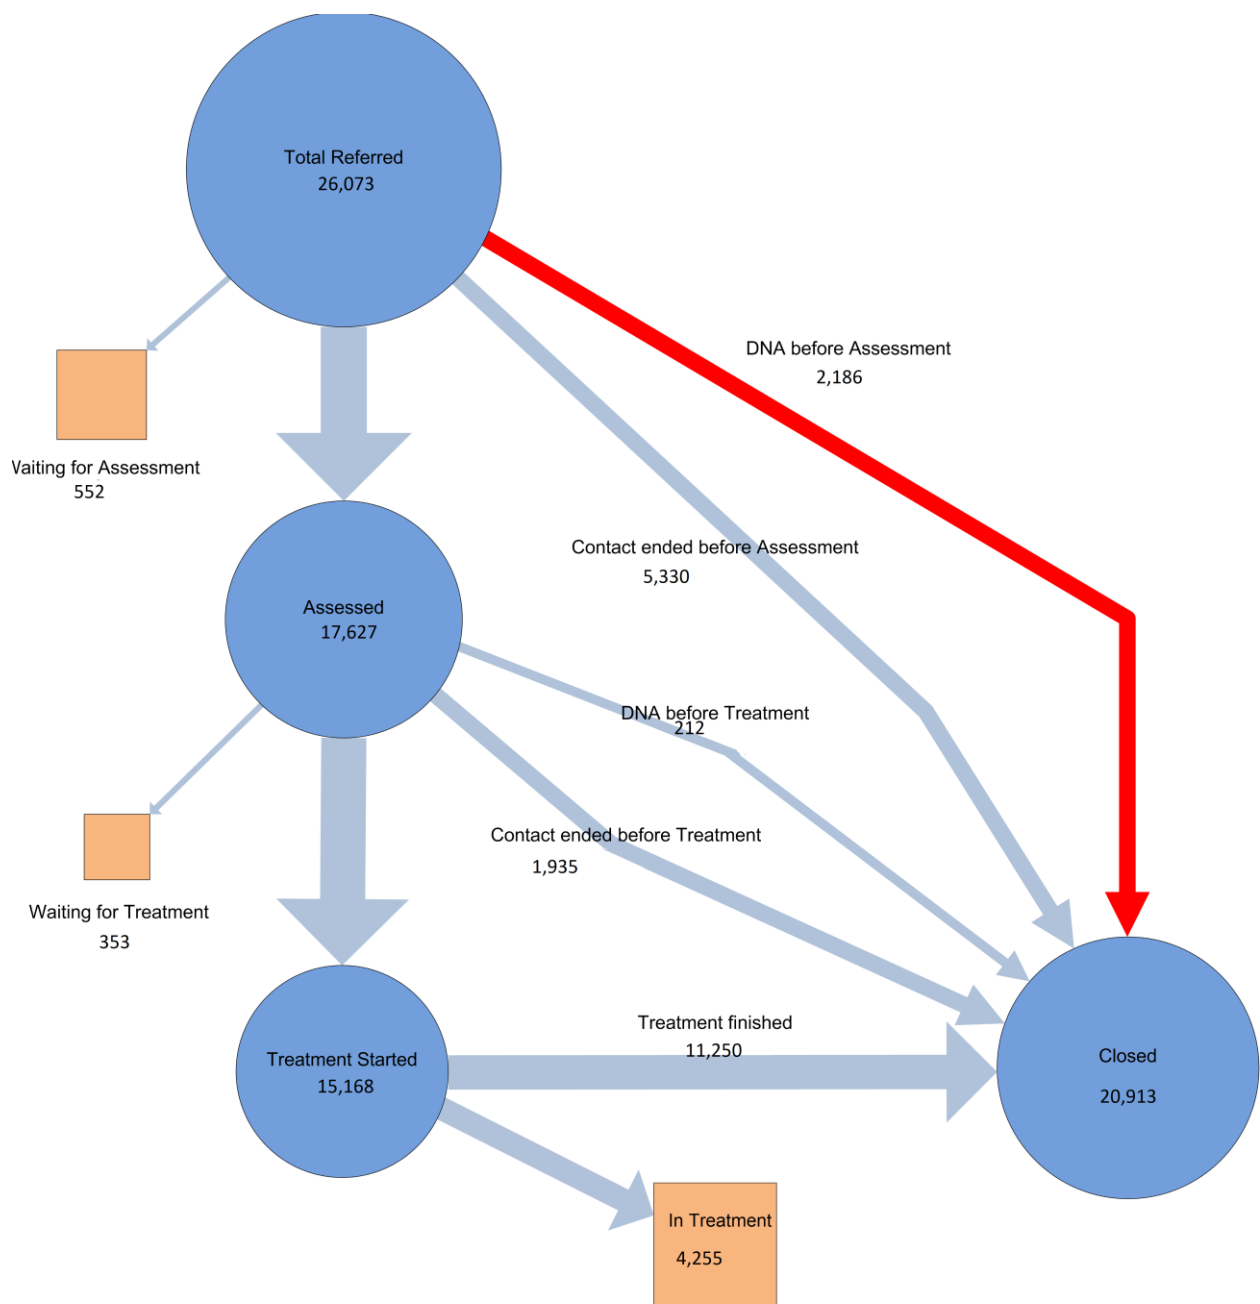 Total Referred
26,073
DNA before Assessment
2,186
Waiting for Assessment
552
Contact ended before Assessment
5,330
Assessed
17,627
DNA before Treatment
212
Contact ended before Treatment
1,935
Waiting for Treatment
353
Treatment finished
11,250
Treatment Started
15,168
Closed
20,913
In Treatment
4,255